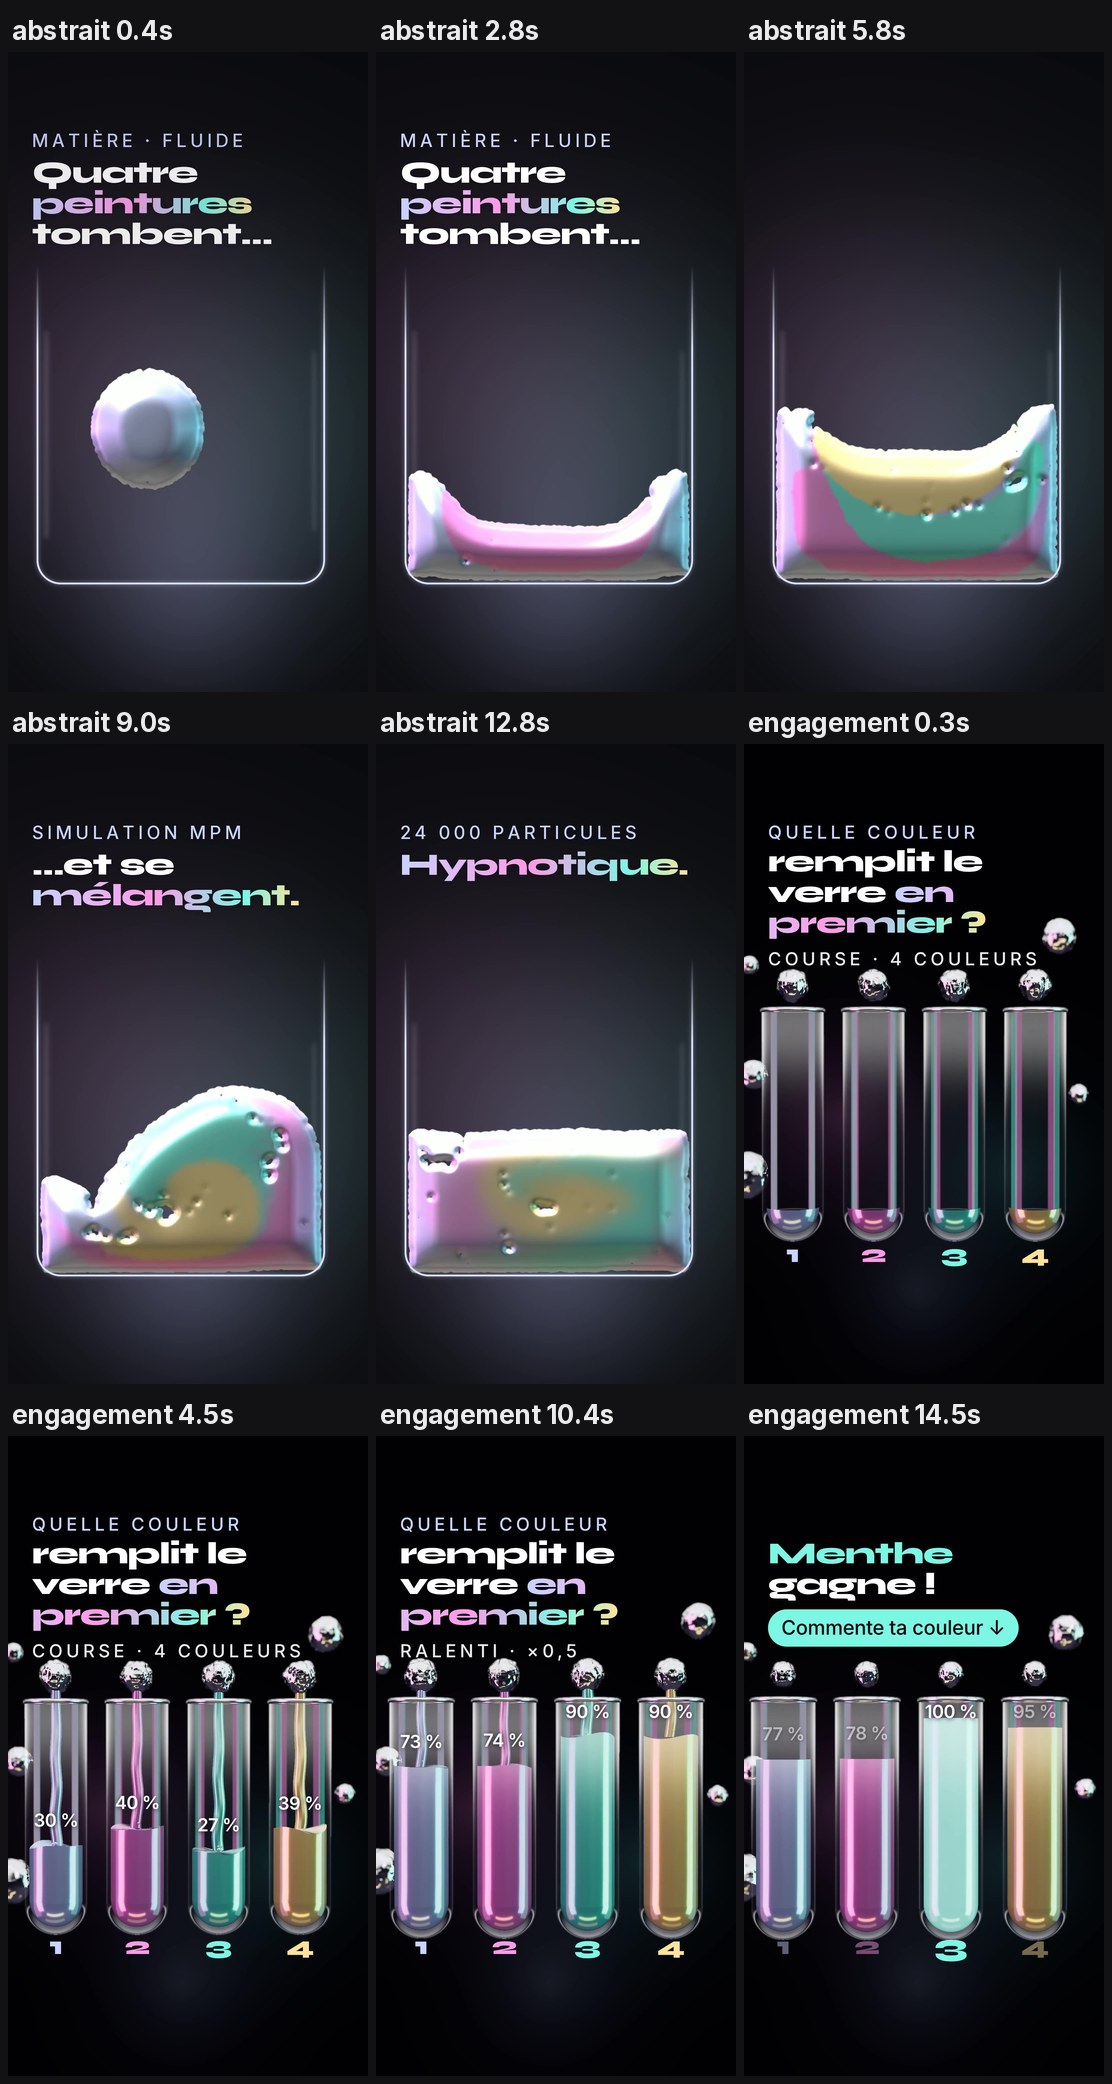 abstrait 0.4s
MATIÈRE · FLUIDE
Quatre
peintures
tombent...
abstrait 2.8s
MATIÈRE · FLUIDE
Quatre
peintures
tombent...
abstrait 5.8s
abstrait 9.0s
SIMULATION MPM
...et se
mélangent.
abstrait 12.8s
24 000 PARTICULES
Hypnotique.
engagement 0.3s
QUELLE COULEUR
remplit le
verre en
premier ?
COURSE · 4 COULEURS
1 2 3 4
engagement 4.5s
QUELLE COULEUR
remplit le
verre en
premier ?
COURSE · 4 COULEURS
30 % 40 % 27 % 39 %
1 2 3 4
engagement 10.4s
QUELLE COULEUR
remplit le
verre en
premier ?
RALENTI · ×0,5
73 % 74 % 90 % 90 %
1 2 3 4
engagement 14.5s
Menthe
gagne !
Commente ta couleur ↓
77 % 78 % 100 % 95 %
1 2 3 4